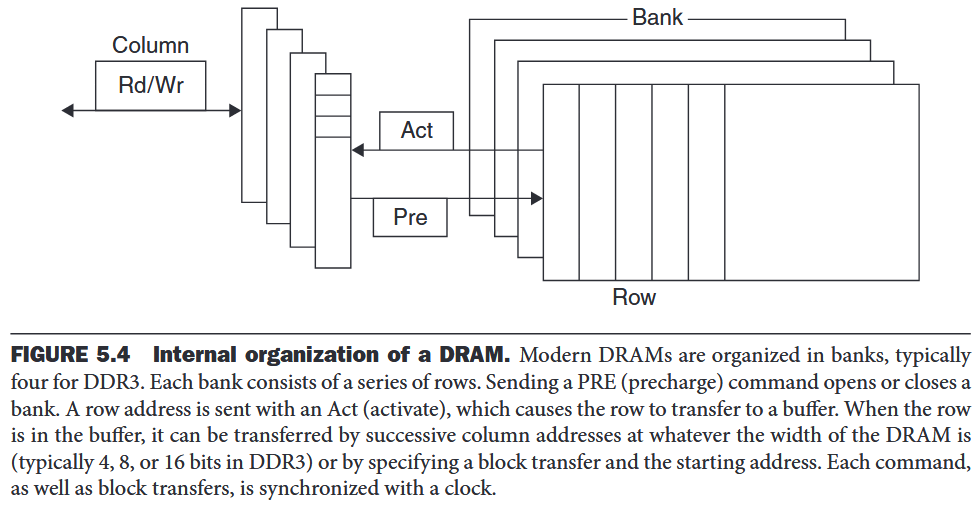 Bank
Column
Rd/Wr
Act
Pre
Row
FIGURE 5.4 Internal organization of a DRAM. Modern DRAMs are organized in banks, typically
four for DDR3. Each bank consists of a series of rows. Sending a PRE (precharge) command opens or closes a
bank. A row address is sent with an Act (activate), which causes the row to transfer to a buffer. When the row
is in the buffer, it can be transferred by successive column addresses at whatever the width of the DRAM is
(typically 4, 8, or 16 bits in DDR3) or by specifying a block transfer and the starting address. Each command,
as well as block transfers, is synchronized with a clock.